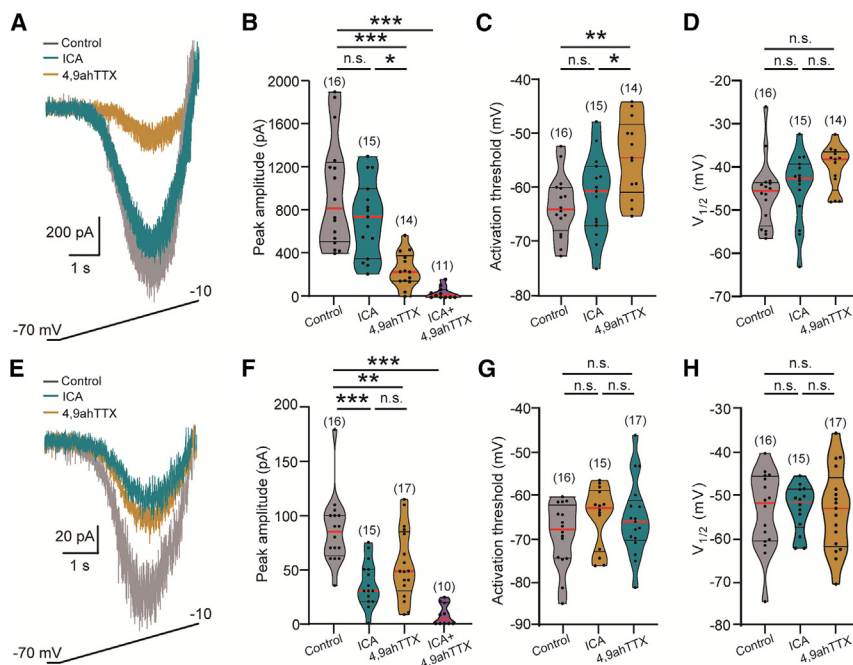 A
Control
ICA
4,9ahTTX
200 pA
1 s
-70 mV
-10
B
***
***
n.s.
*
(16)
(15)
(14)
(11)
Peak amplitude (pA)
2000
1600
1200
800
400
0
Control
ICA
4,9ahTTX
ICA+
4,9ahTTX
C
**
n.s.
*
(16)
(15)
(14)
Activation threshold (mV)
-40
-50
-60
-70
-80
Control
ICA
4,9ahTTX
D
n.s.
n.s.
n.s.
(16)
(15)
(14)
V1/2 (mV)
-20
-30
-40
-50
-60
-70
Control
ICA
4,9ahTTX
E
Control
ICA
4,9ahTTX
20 pA
1 s
-70 mV
-10
F
***
**
***
n.s.
(16)
(15)
(17)
(10)
Peak amplitude (pA)
200
150
100
50
0
Control
ICA
4,9ahTTX
ICA+
4,9ahTTX
G
n.s.
n.s.
n.s.
(16)
(15)
(17)
Activation threshold (mV)
-40
-50
-60
-70
-80
-90
Control
ICA
4,9ahTTX
H
n.s.
n.s.
n.s.
(16)
(15)
(17)
V1/2 (mV)
-30
-40
-50
-60
-70
-80
Control
ICA
4,9ahTTX